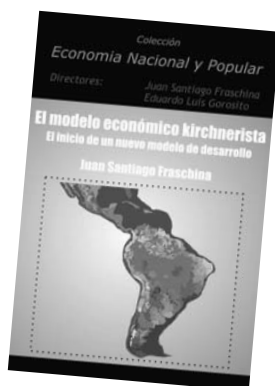 Colección
Economia Nacional y Popular
Directores: Juan Santiago Fraschina
Eduardo Luis Gorosito
El modelo económico kirchnerista
El inicio de un nuevo modelo de desarrollo
Juan Santiago Fraschina